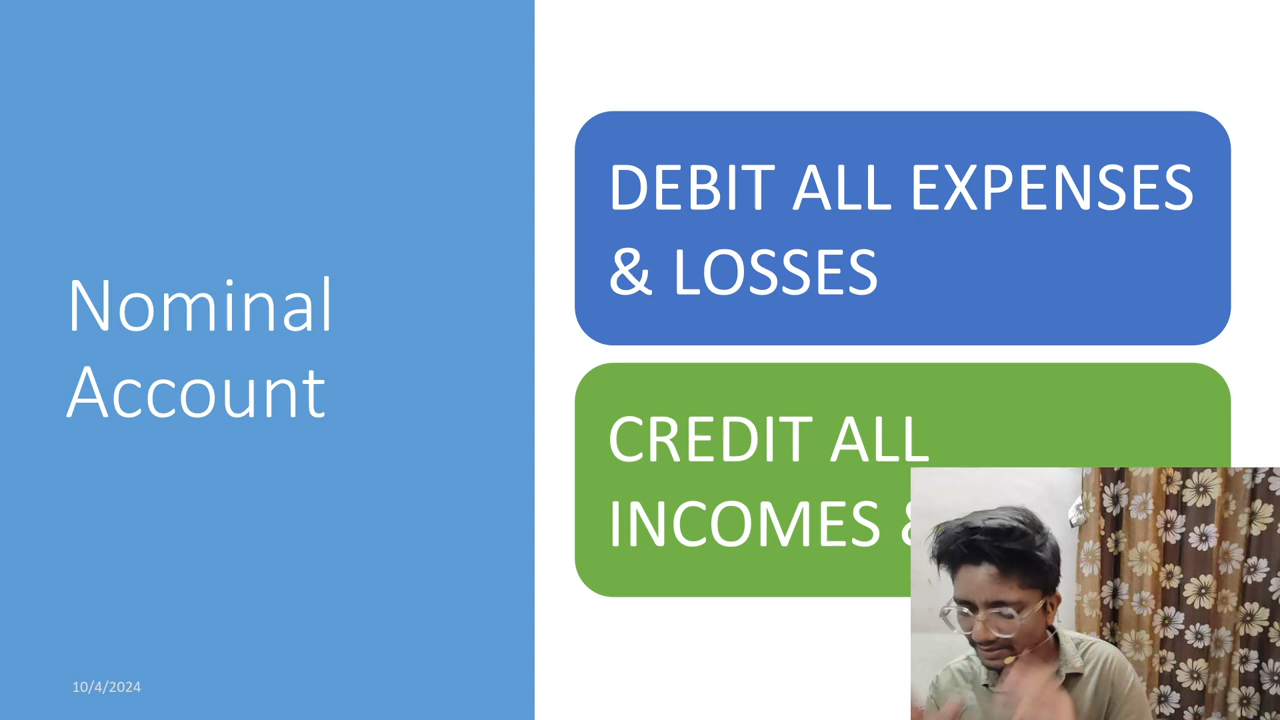 Nominal
Account
DEBIT ALL EXPENSES
& LOSSES
CREDIT ALL
INCOMES &
10/4/2024